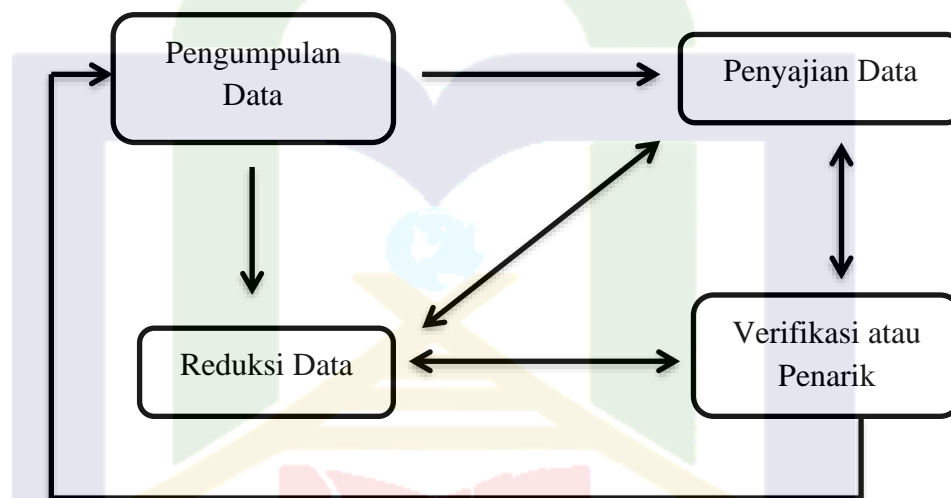 Pengumpulan
Data
Penyajian Data
Reduksi Data
Verifikasi atau
Penarik